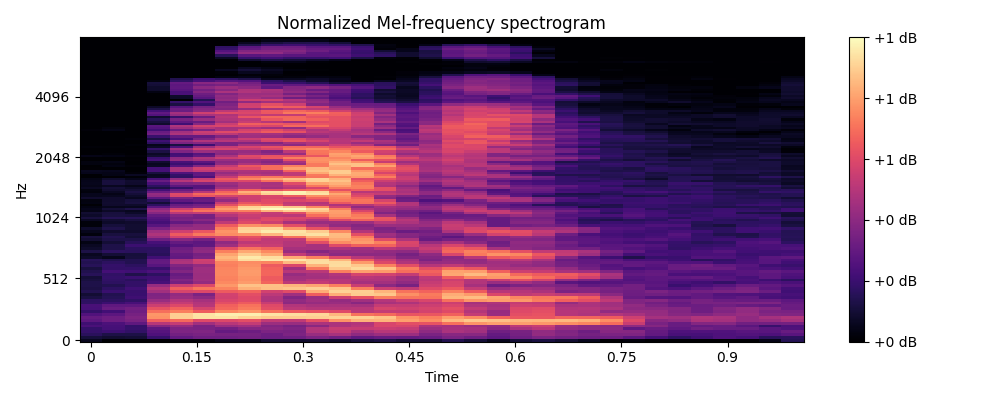 Normalized Mel-frequency spectrogram
Hz
4096
2048
1024
512
0
0 0.15 0.3 0.45 0.6 0.75 0.9
Time
+1 dB
+1 dB
+1 dB
+0 dB
+0 dB
+0 dB